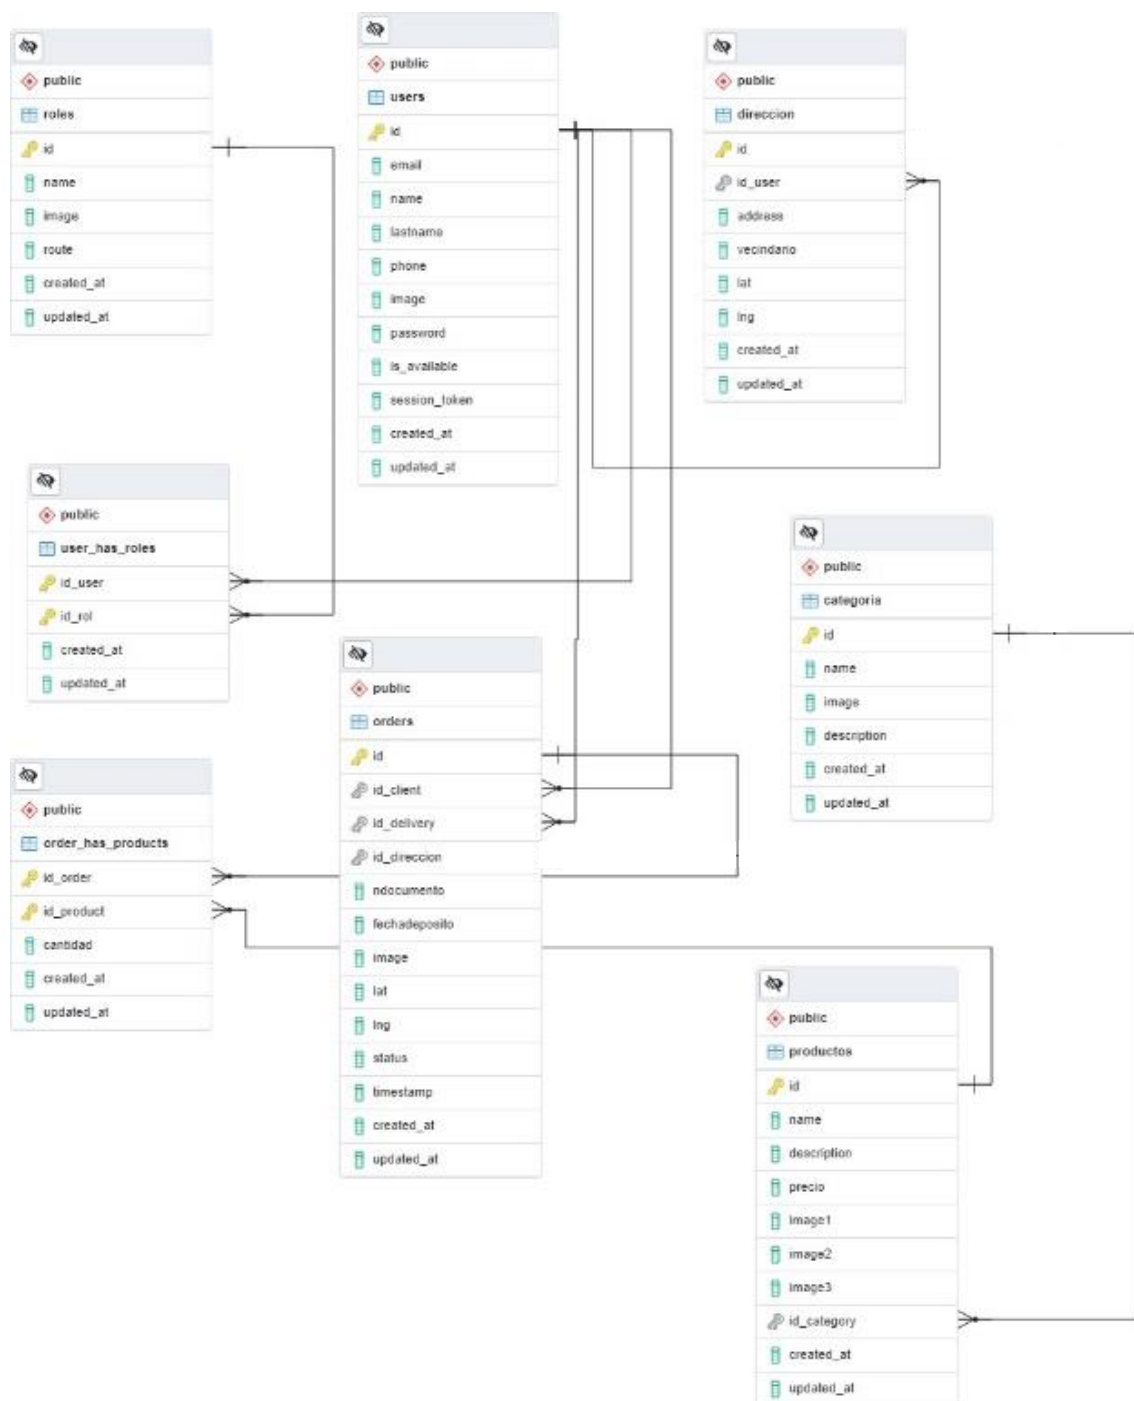 public
roles
id
name
image
route
created_at
updated_at
public
users
id
email
name
lastname
phone
image
password
is_available
session_token
created_at
updated_at
public
direccion
id
id_user
address
vecindario
lat
lng
created_at
updated_at
public
user_has_roles
id_user
id_rol
created_at
updated_at
public
categoria
id
name
image
description
created_at
updated_at
public
orders
id
id_client
id_delivery
id_direccion
ndocumento
fechadeposito
image
lat
lng
status
timestamp
created_at
updated_at
public
order_has_products
id_order
id_product
cantidad
created_at
updated_at
public
productos
id
name
description
precio
image1
image2
image3
id_category
created_at
updated_at